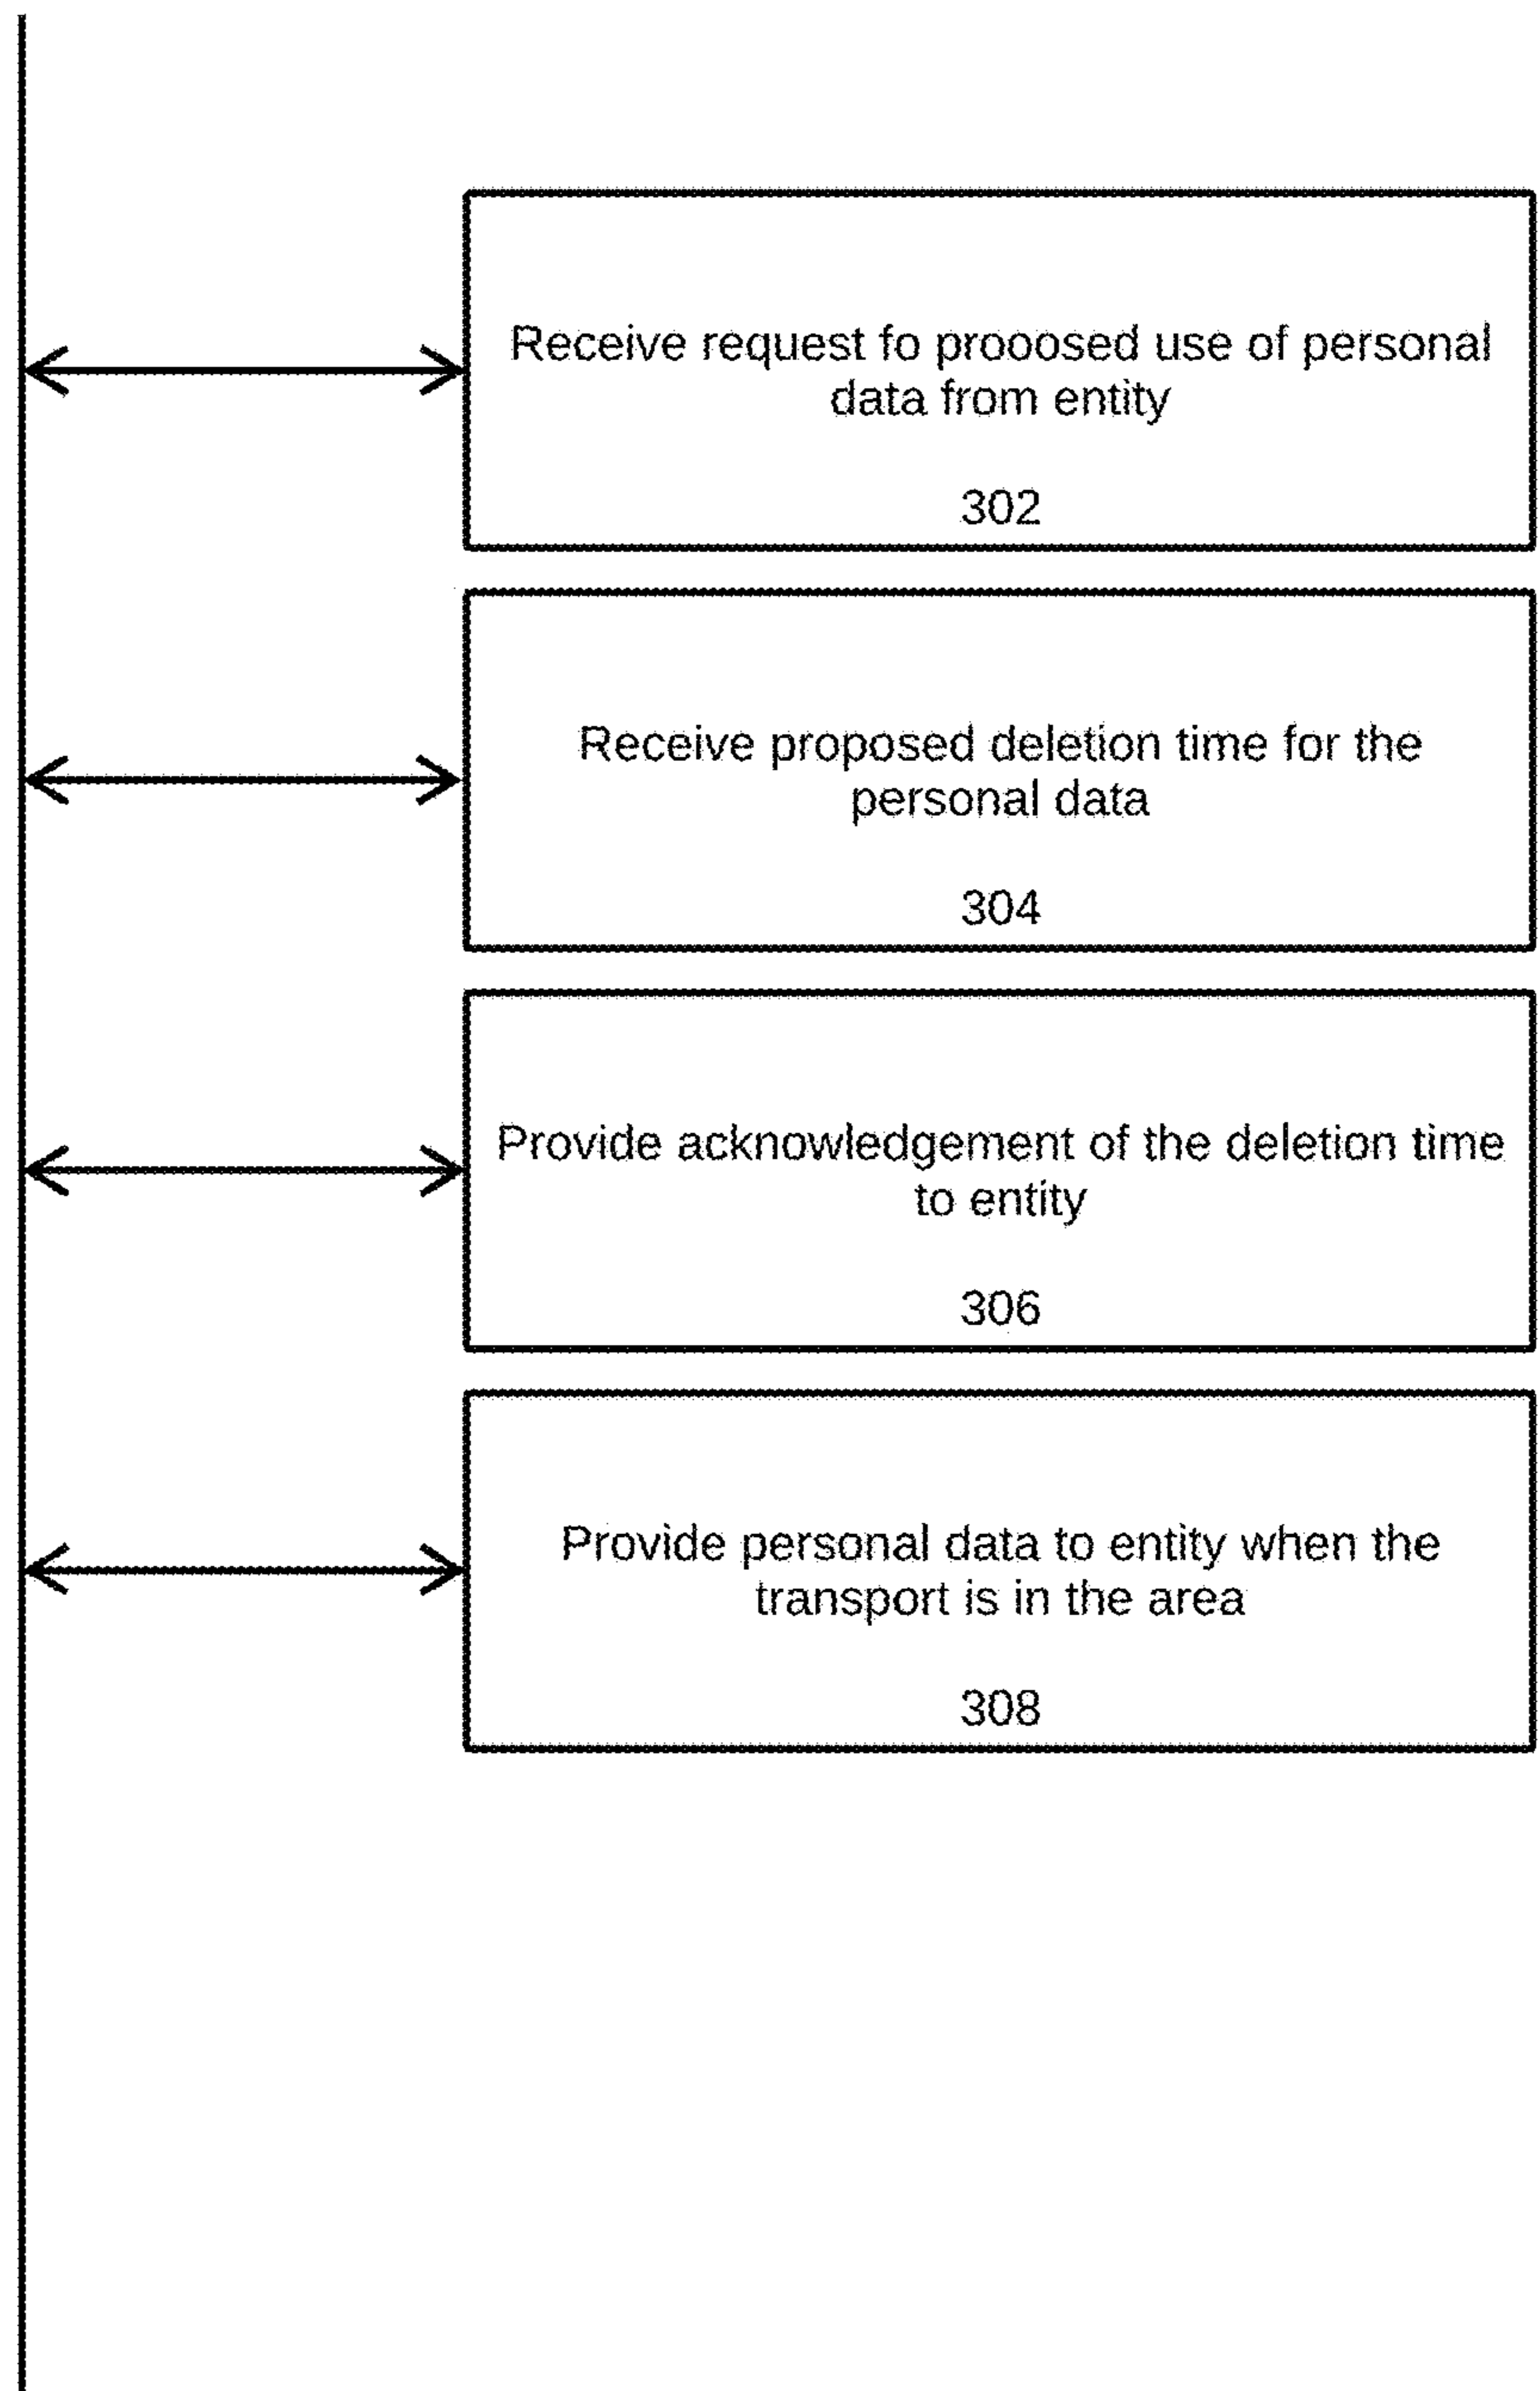 Receive request fo prooosed use of personal
data from entity
302
Receive proposed deletion time for the
personal data
304
Provide acknowledgement of the deletion time
to entity
306
Provide personal data to entity when the
transport is in the area
308